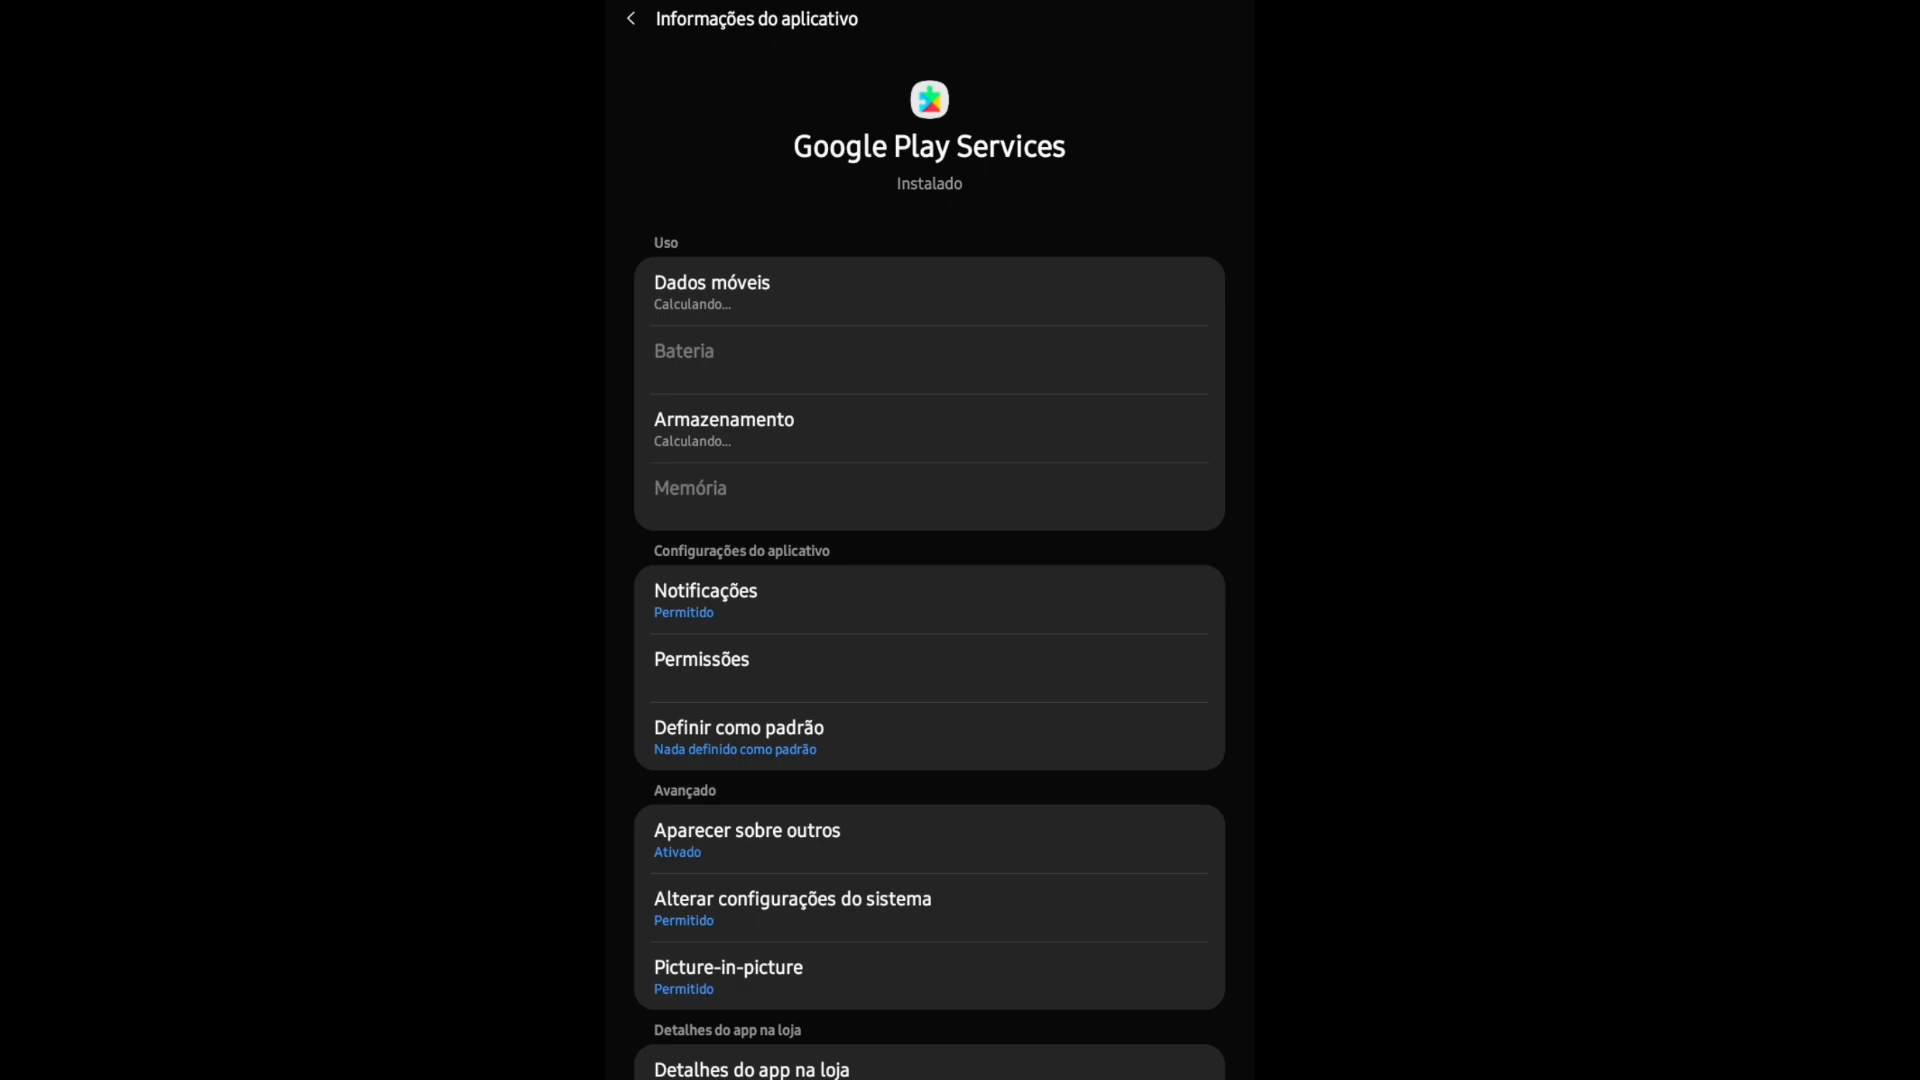 Informações do aplicativo
Google Play Services
Instalado
Uso
Dados móveis
Calculando...
Bateria
Armazenamento
Calculando...
Memória
Configurações do aplicativo
Notificações
Permitido
Permissões
Definir como padrão
Nada definido como padrão
Avançado
Aparecer sobre outros
Ativado
Alterar configurações do sistema
Permitido
Picture-in-picture
Permitido
Detalhes do app na loja
Detalhes do app na loja